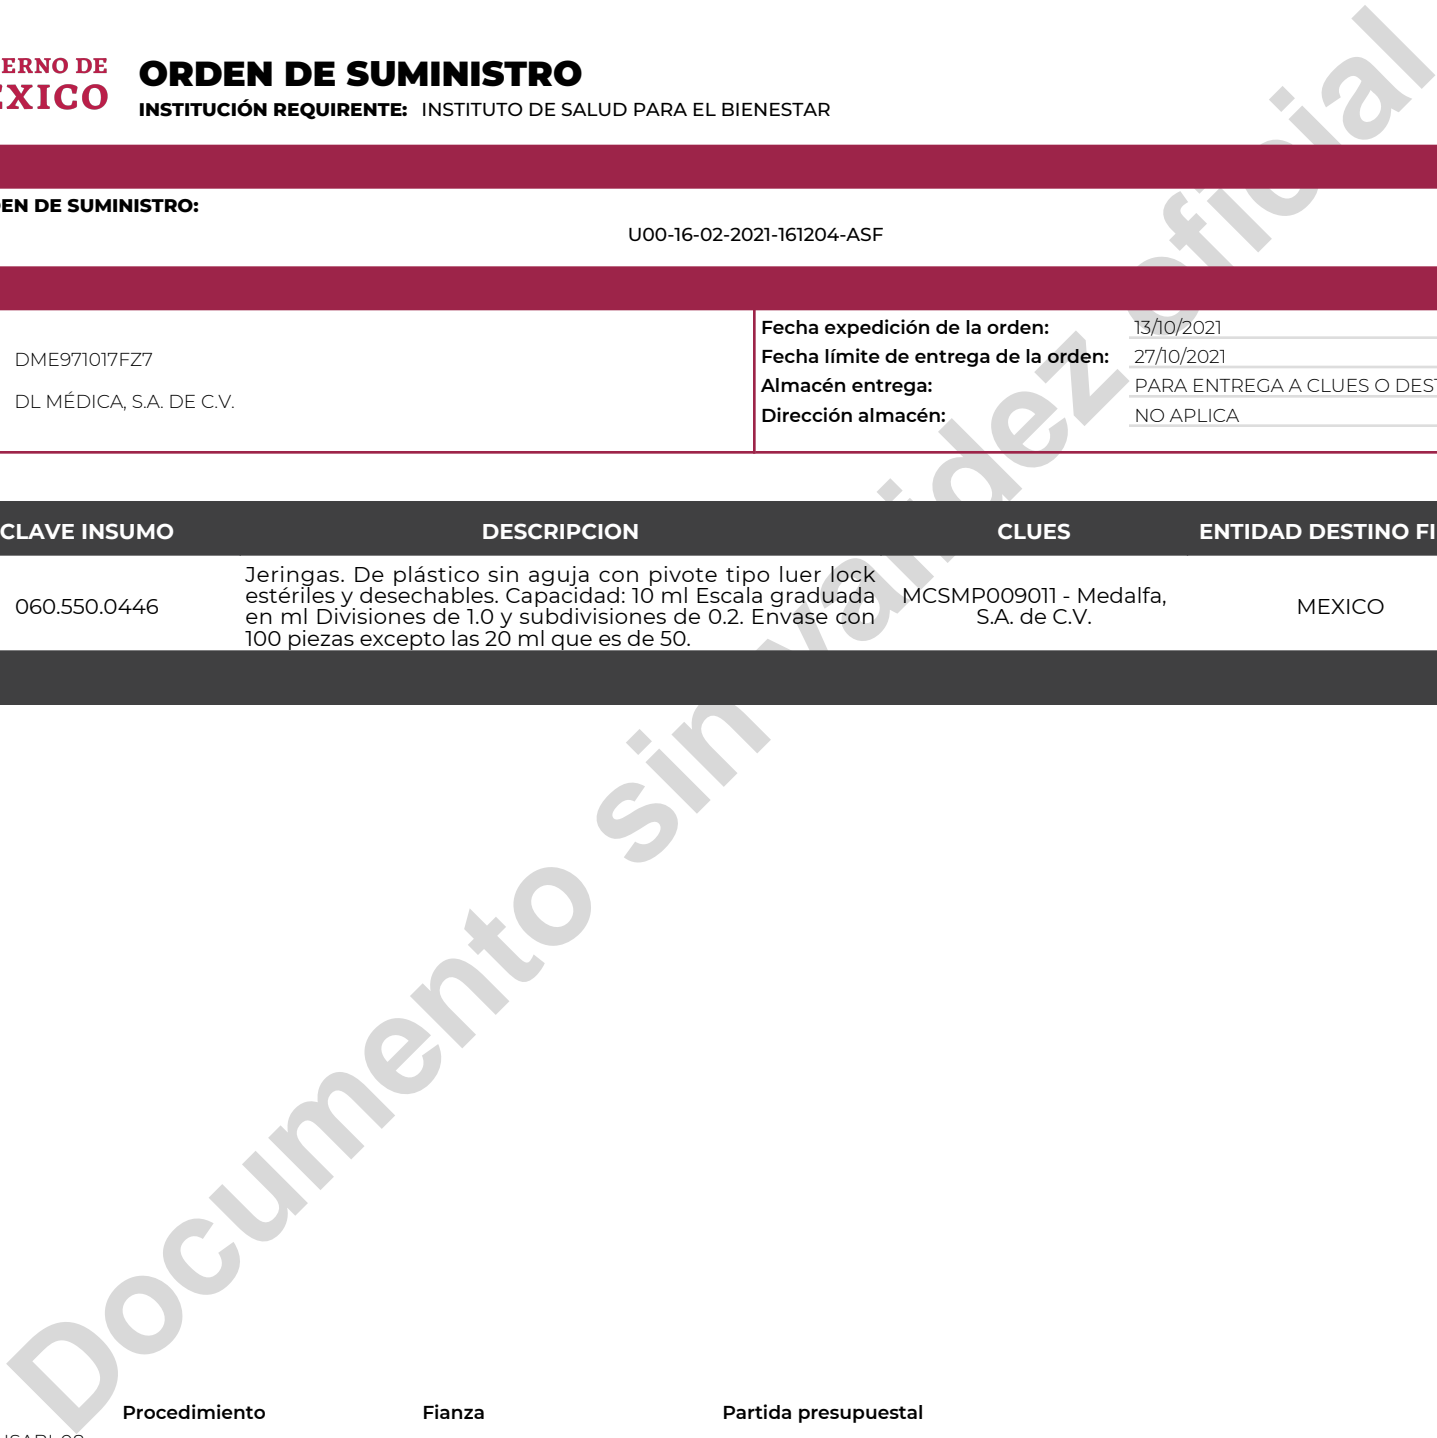 ERNO DE
EXICO
ORDEN DE SUMINISTRO
INSTITUCIÓN REQUIRENTE: INSTITUTO DE SALUD PARA EL BIENESTAR
EN DE SUMINISTRO:
U00-16-02-2021-161204-ASF
DME971017FZ7
DL MÉDICA, S.A. DE C.V.
Fecha expedición de la orden: 13/10/2021
Fecha límite de entrega de la orden: 27/10/2021
Almacén entrega: PARA ENTREGA A CLUES O DEST
Dirección almacén: NO APLICA
CLAVE INSUMO DESCRIPCION CLUES ENTIDAD DESTINO FI
060.550.0446
Jeringas. De plástico sin aguja con pivote tipo luer lock
estériles y desechables. Capacidad: 10 ml Escala graduada
en ml Divisiones de 1.0 y subdivisiones de 0.2. Envase con
100 piezas excepto las 20 ml que es de 50.
MCSMP009011 - Medalfa,
S.A. de C.V.
MEXICO
Documento sin validez oficial
Procedimiento Fianza Partida presupuestal